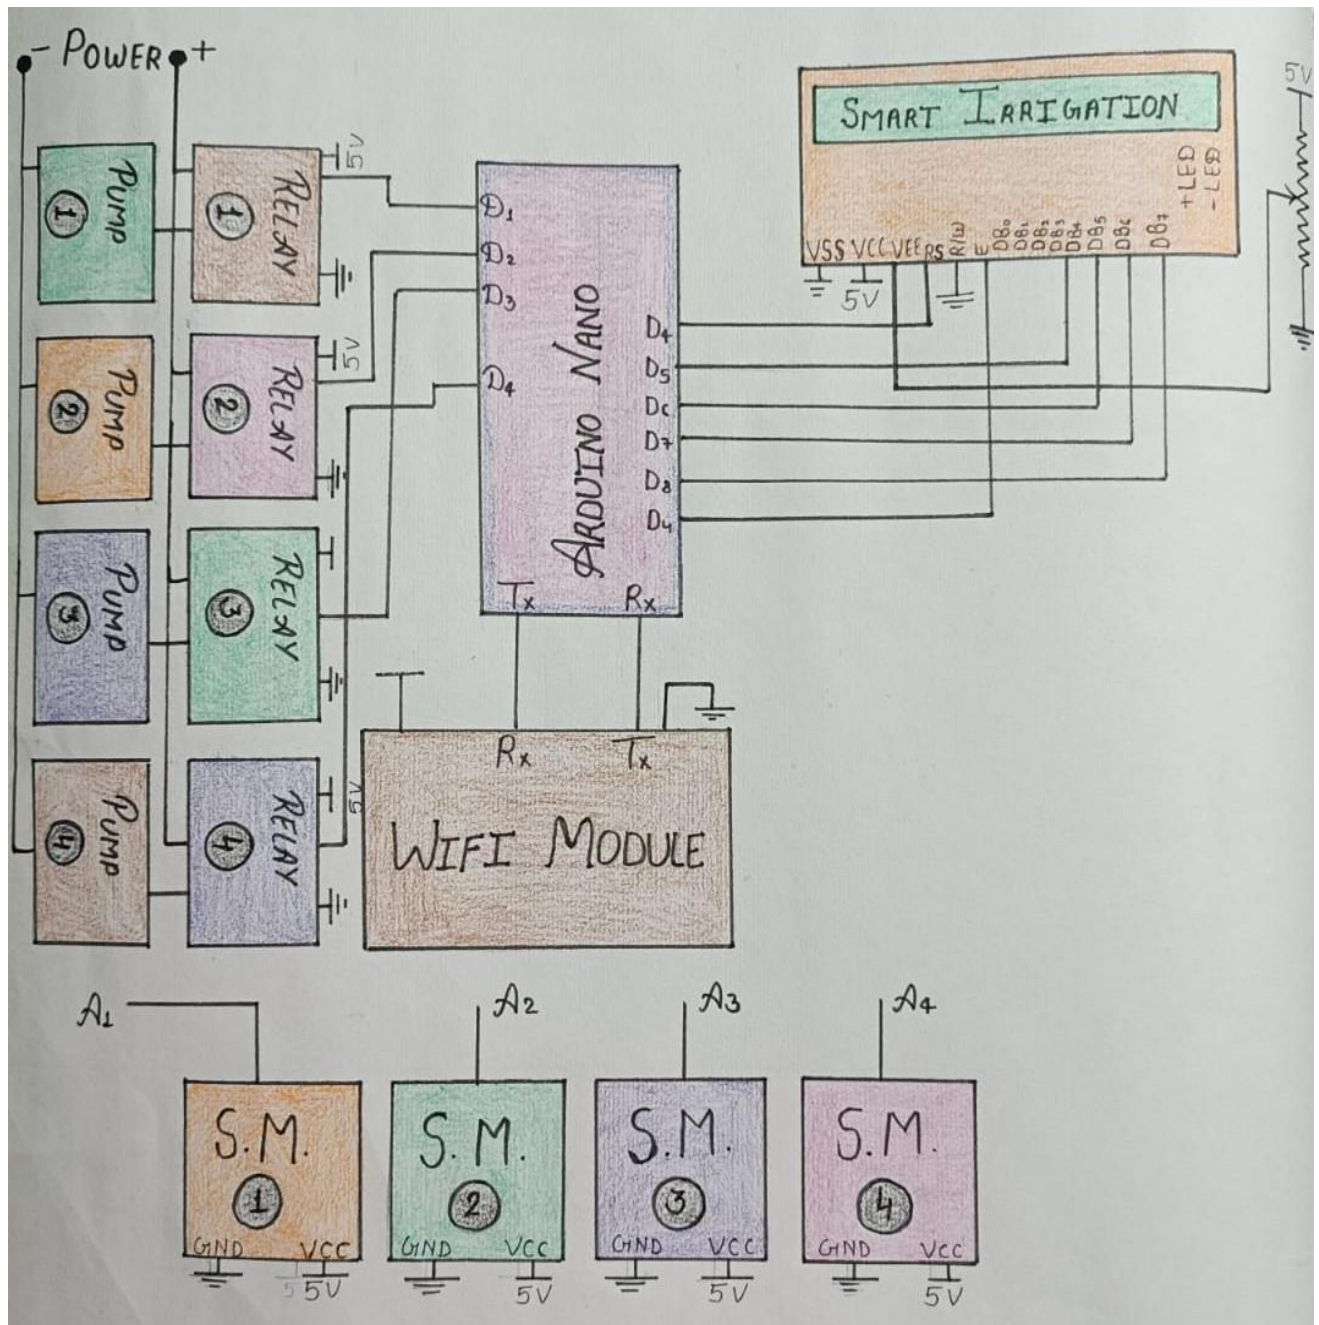 - POWER +
5V
SMART IRRIGATION
+LED
-LED
VSS VCC VEE RS R/W E DB0 DB1 DB2 DB3 DB4 DB5 DB6 DB7
5V
PUMP
1
RELAY
1
5V
PUMP
2
RELAY
2
5V
PUMP
3
RELAY
3
PUMP
4
RELAY
4
5V
ARDUINO NANO
D1
D2
D3
D4
D4
D5
D7
D8
D4
Tx Rx
Rx Tx
WIFI MODULE
A1
A2
A3
A4
S.M.
1
GND VCC
5V
S.M.
2
GND VCC
5V
S.M.
3
GND VCC
5V
S.M.
4
GND VCC
5V